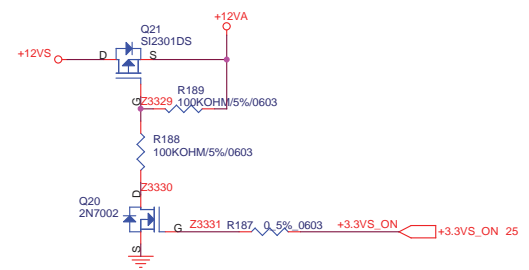 +12VA
Q21
SI2301DS
+12VS
D
S
G
Z3329
R189
100KOHM/5%/0603
R188
100KOHM/5%/0603
Z3330
Q20
2N7002
D
G
S
Z3331
R187
0_5%_0603
+3.3VS_ON
+3.3VS_ON 25